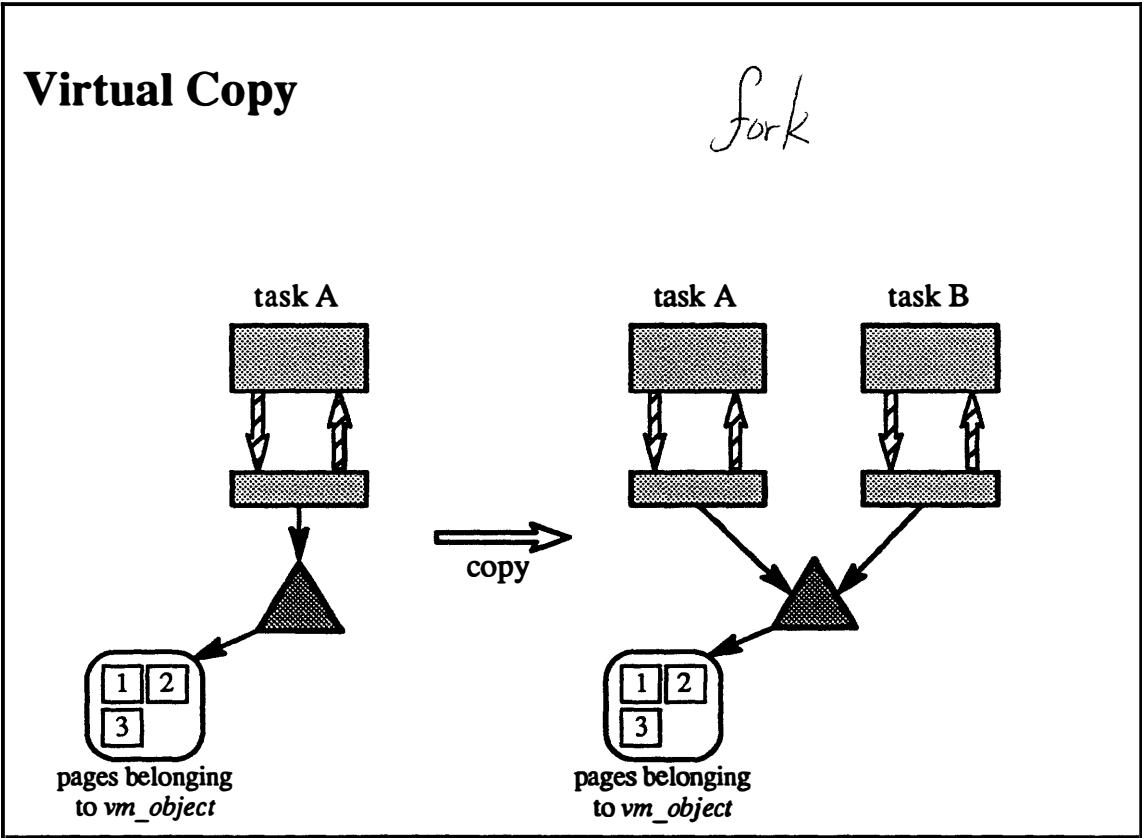 Virtual Copy
fork
task A
task A
task B
copy
1
2
3
1
2
3
pages belonging
to vm_object
pages belonging
to vm_object